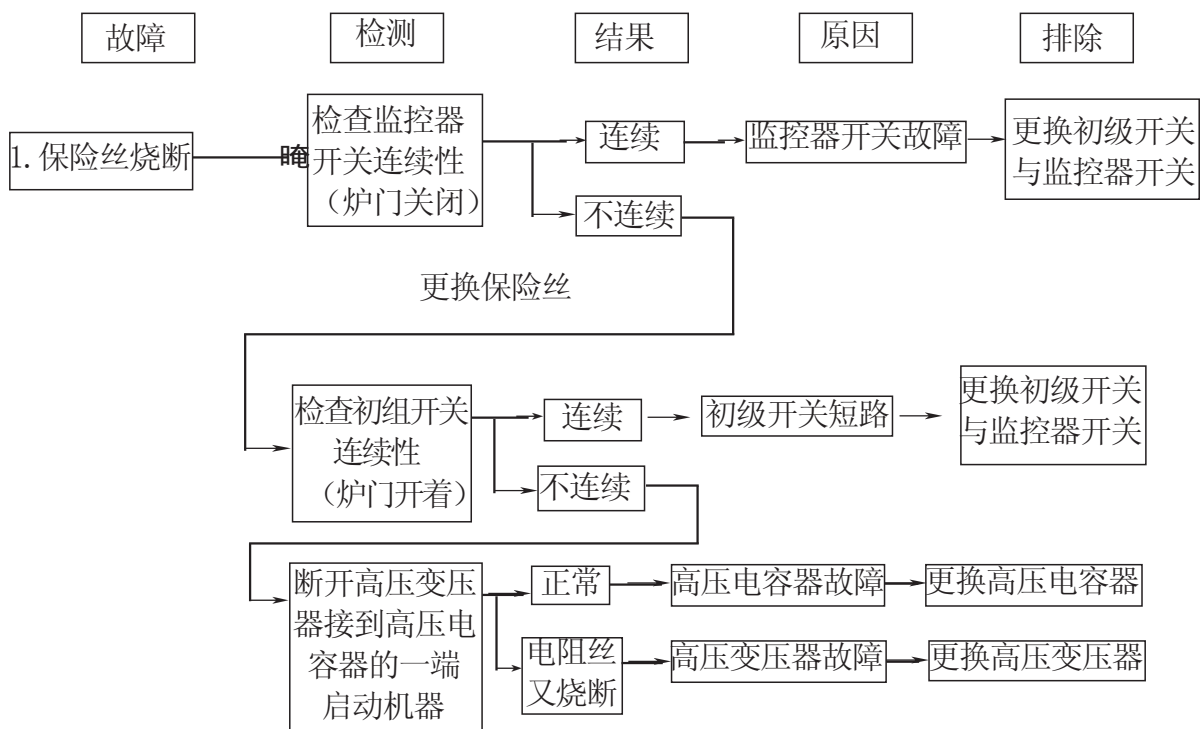 故障
检测
结果
原因
排除
1.保险丝烧断
晻
检查监控器
开关连续性
（炉门关闭）
连续
监控器开关故障
更换初级开关
与监控器开关
不连续
更换保险丝
检查初组开关
连续性
（炉门开着）
连续
初级开关短路
更换初级开关
与监控器开关
不连续
断开高压变压
器接到高压电
容器的一端
启动机器
正常
高压电容器故障
更换高压电容器
电阻丝
又烧断
高压变压器故障
更换高压变压器